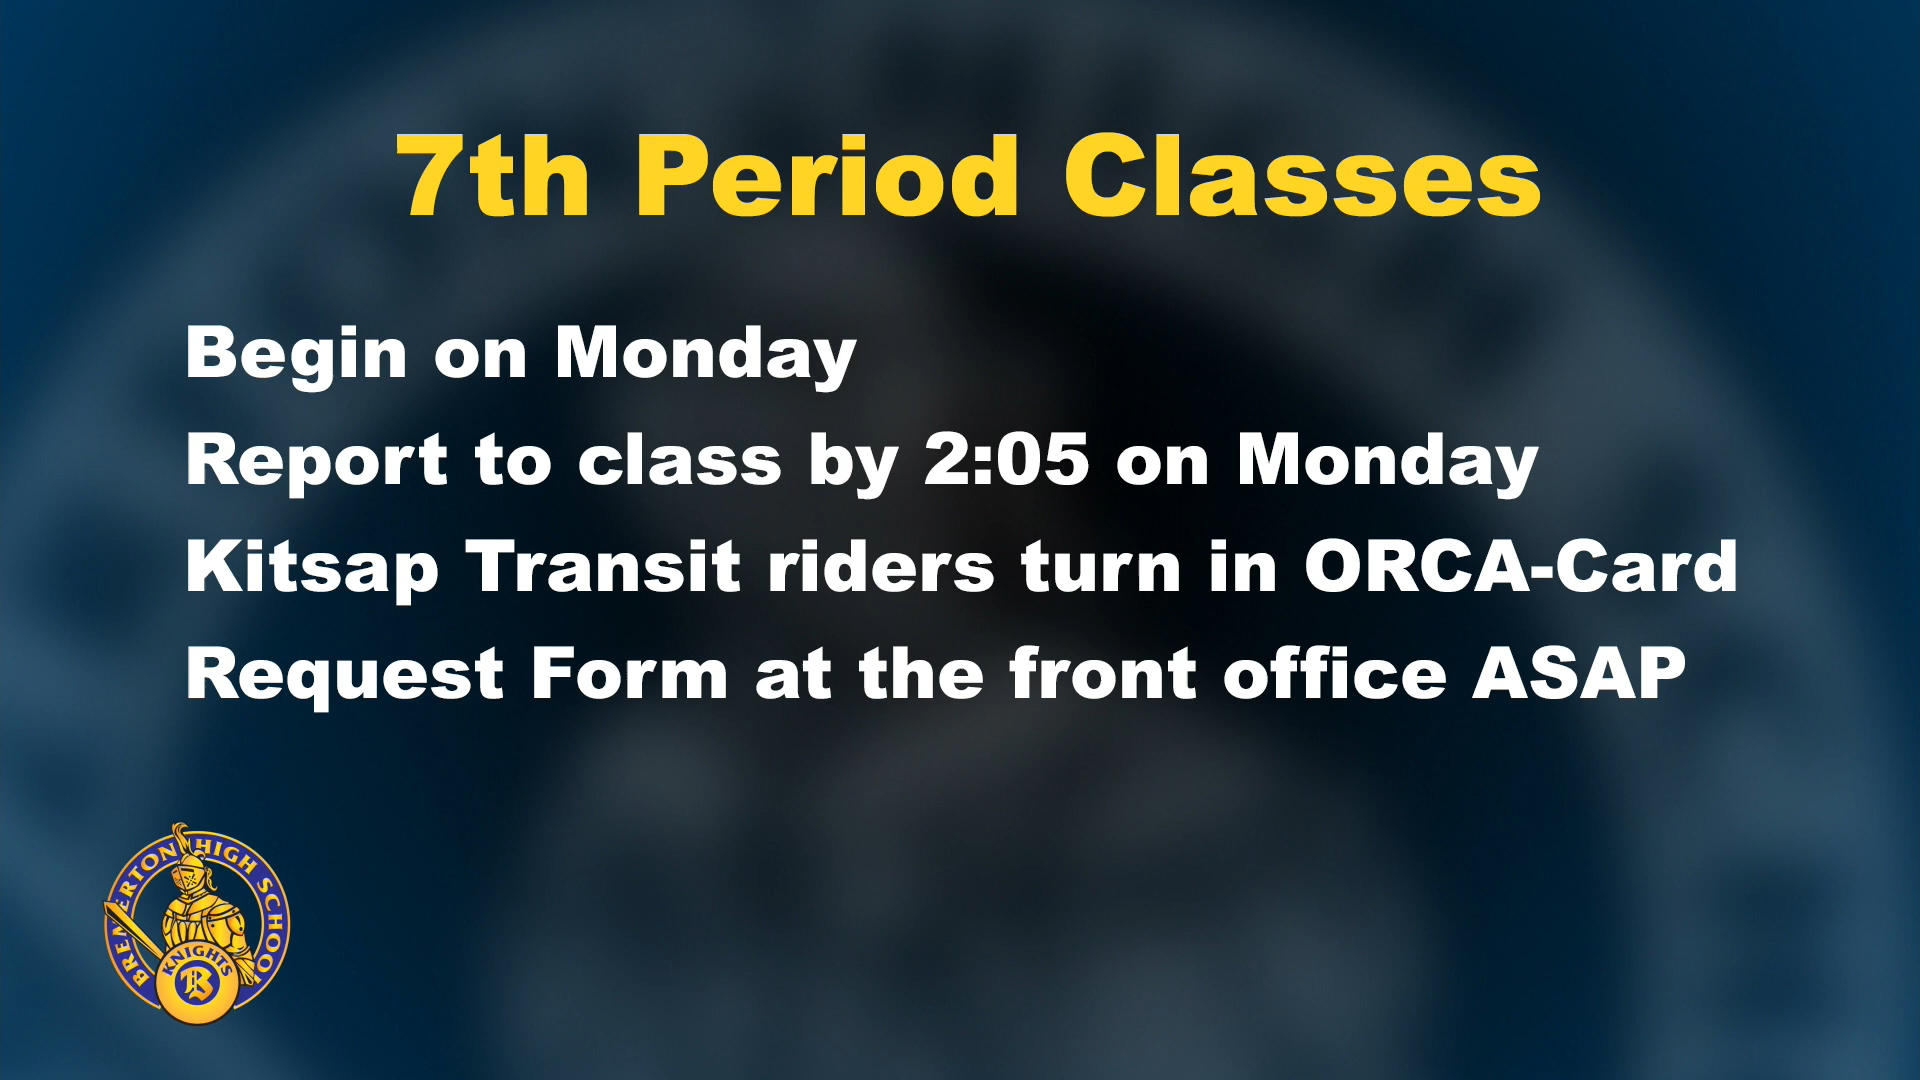 7th Period Classes
Begin on Monday
Report to class by 2:05 on Monday
Kitsap Transit riders turn in ORCA-Card
Request Form at the front office ASAP
BREMERTON HIGH SCHOOL
KNIGHTS
B